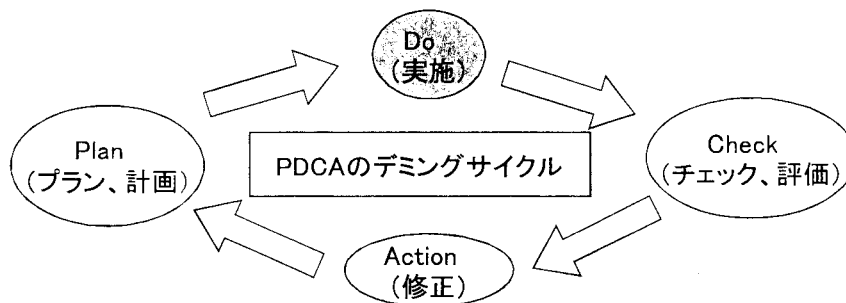 Do
(実施)
Plan
(プラン、計画)
PDCAのデミングサイクル
Check
(チェック、評価)
Action
(修正)